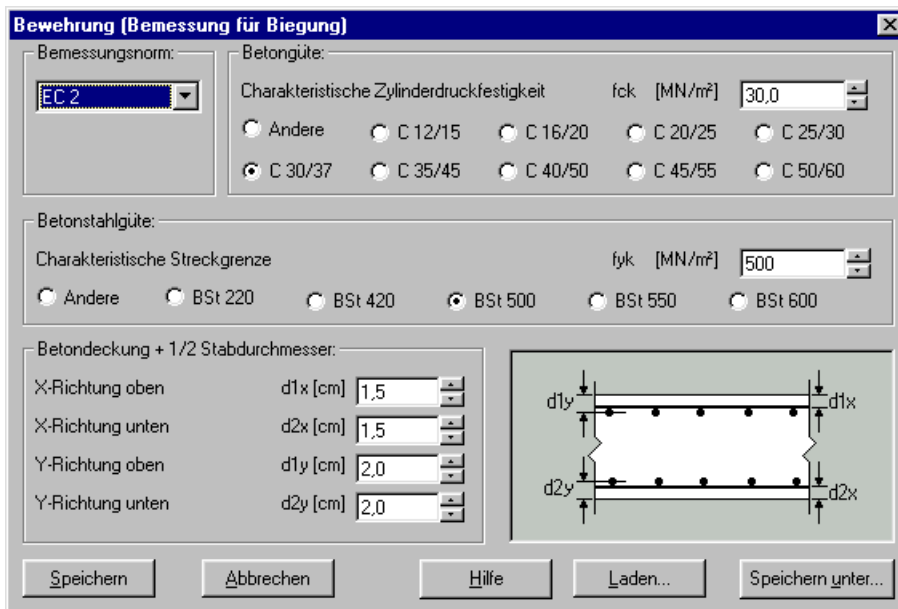 Bewehrung (Bemessung für Biegung)
Bemessungsnorm:
EC 2
Betongüte:
Charakteristische Zylinderdruckfestigkeit fck [MN/m²] 30,0
Andere C 12/15 C 16/20 C 20/25 C 25/30
C 30/37 C 35/45 C 40/50 C 45/55 C 50/60
Betonstahlgüte:
Charakteristische Streckgrenze fyk [MN/m²] 500
Andere BSt 220 BSt 420 BSt 500 BSt 550 BSt 600
Betondeckung + 1/2 Stabdurchmesser:
X-Richtung oben d1x [cm] 1,5
X-Richtung unten d2x [cm] 1,5
Y-Richtung oben d1y [cm] 2,0
Y-Richtung unten d2y [cm] 2,0
d1y d1x
d2y d2x
Speichern Abbrechen Hilfe Laden... Speichern unter...